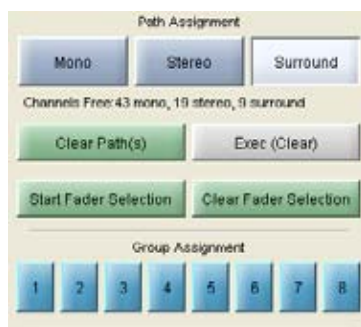 Path Assignment
Mono Stereo Surround
Channels Free:43 mono, 19 stereo, 9 surround
Clear Path(s) Exec (Clear)
Start Fader Selection Clear Fader Selection
Group Assignment
1 2 3 4 5 6 7 8